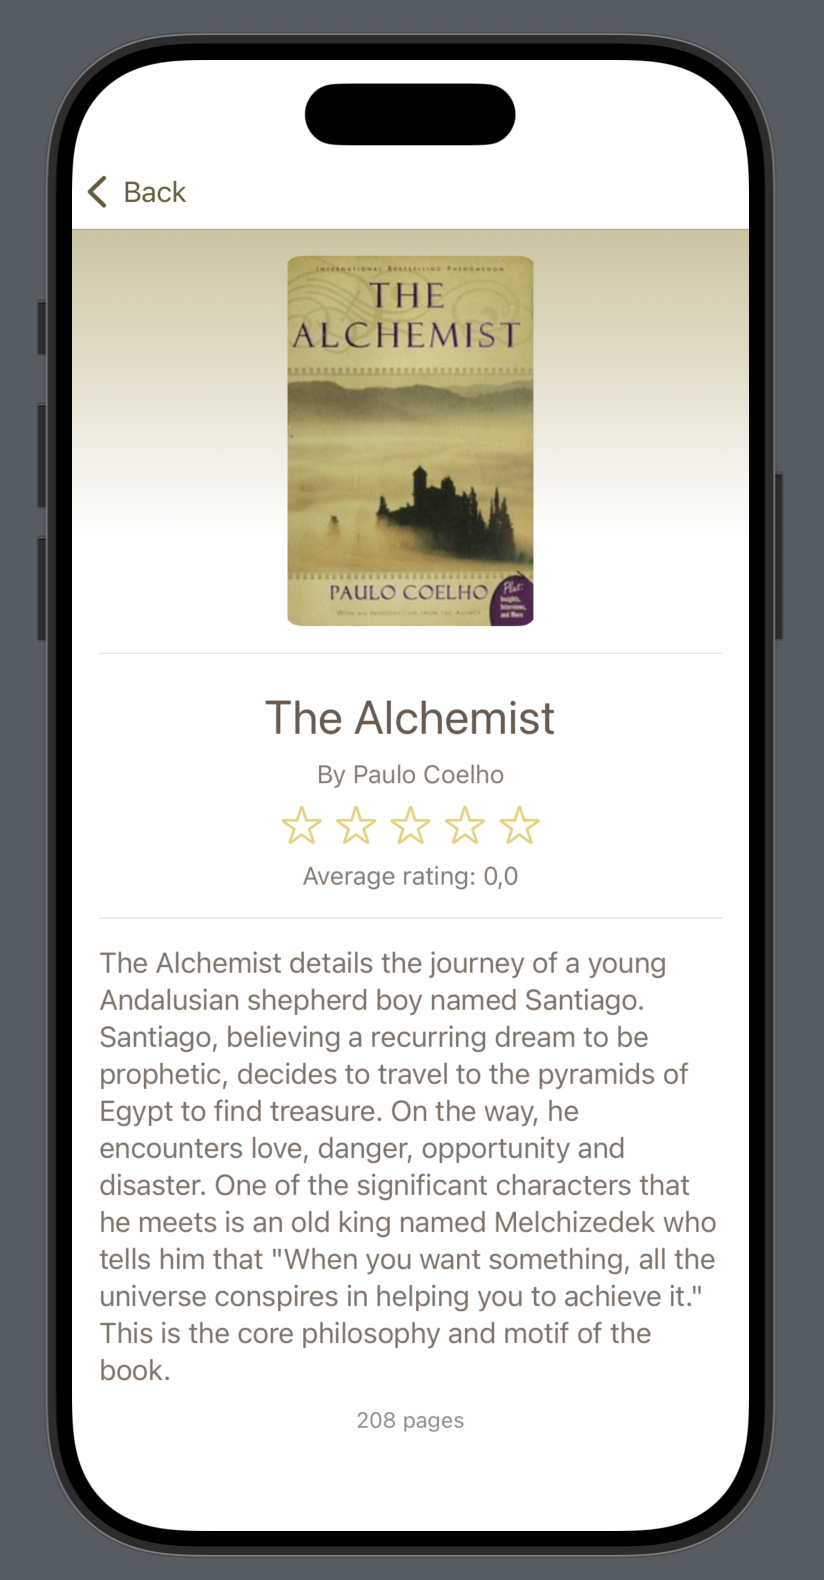 Back
INTERNATIONAL BESTSELLING PHENOMENON
THE
ALCHEMIST
PAULO COELHO
Plus:
Insights,
Interviews,
and More
WITH AN INTRODUCTION FROM THE AUTHOR
The Alchemist
By Paulo Coelho
Average rating: 0,0
The Alchemist details the journey of a young
Andalusian shepherd boy named Santiago.
Santiago, believing a recurring dream to be
prophetic, decides to travel to the pyramids of
Egypt to find treasure. On the way, he
encounters love, danger, opportunity and
disaster. One of the significant characters that
he meets is an old king named Melchizedek who
tells him that "When you want something, all the
universe conspires in helping you to achieve it."
This is the core philosophy and motif of the
book.
208 pages